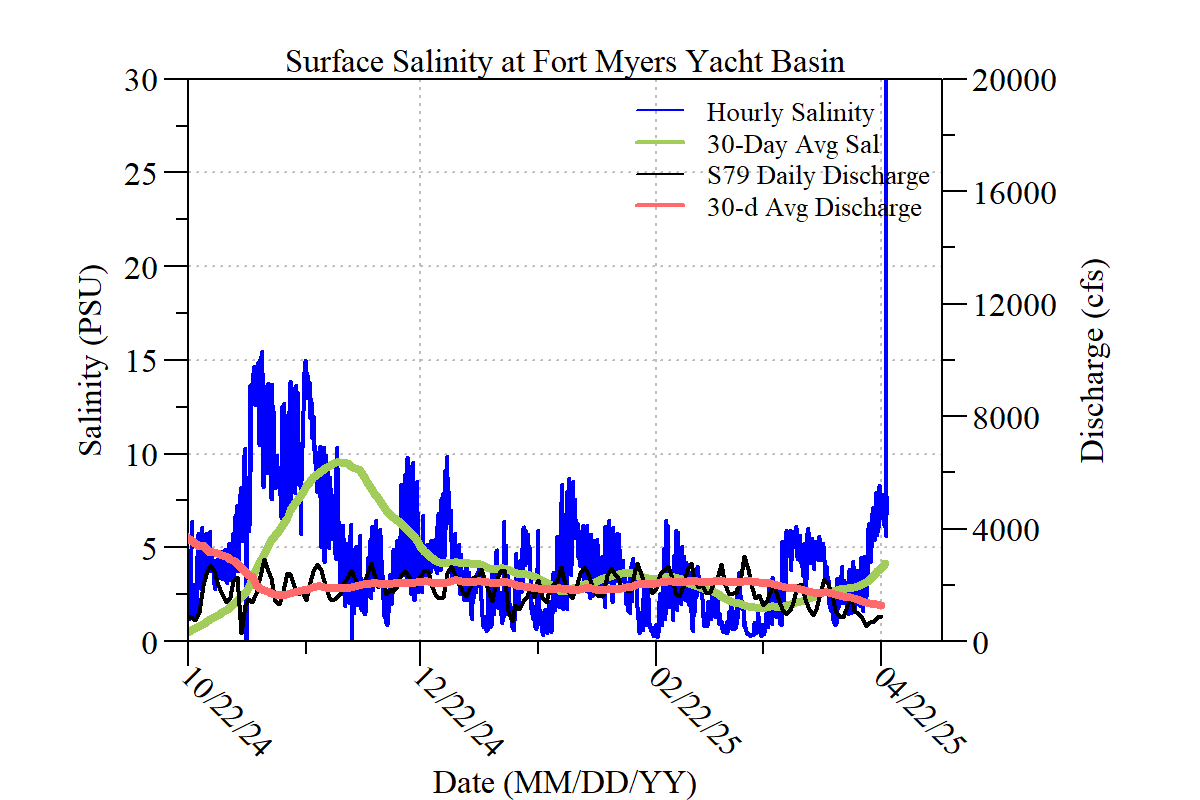 Surface Salinity at Fort Myers Yacht Basin
30
25
20
15
10
5
0
Salinity (PSU)
Hourly Salinity
30-Day Avg Sal
S79 Daily Discharge
30-d Avg Discharge
20000
16000
12000
8000
4000
0
Discharge (cfs)
10/22/24
12/22/24
02/22/25
04/22/25
Date (MM/DD/YY)